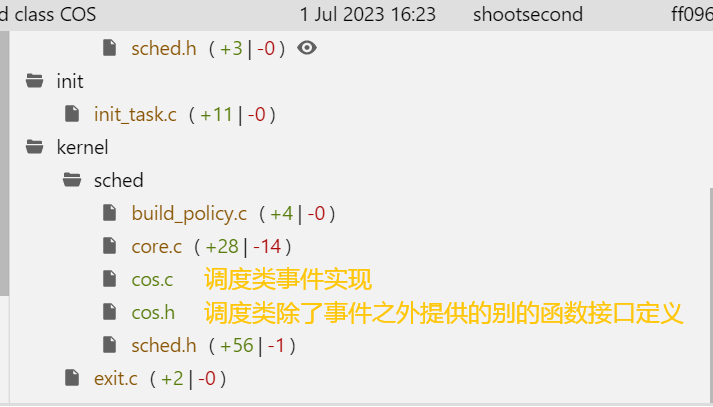 d class COS 1 Jul 2023 16:23 shootsecond ff096
sched.h ( +3 | -0 )
init
init_task.c ( +11 | -0 )
kernel
sched
build_policy.c ( +4 | -0 )
core.c ( +28 | -14 )
cos.c 调度类事件实现
cos.h 调度类除了事件之外提供的别的函数接口定义
sched.h ( +56 | -1 )
exit.c ( +2 | -0 )